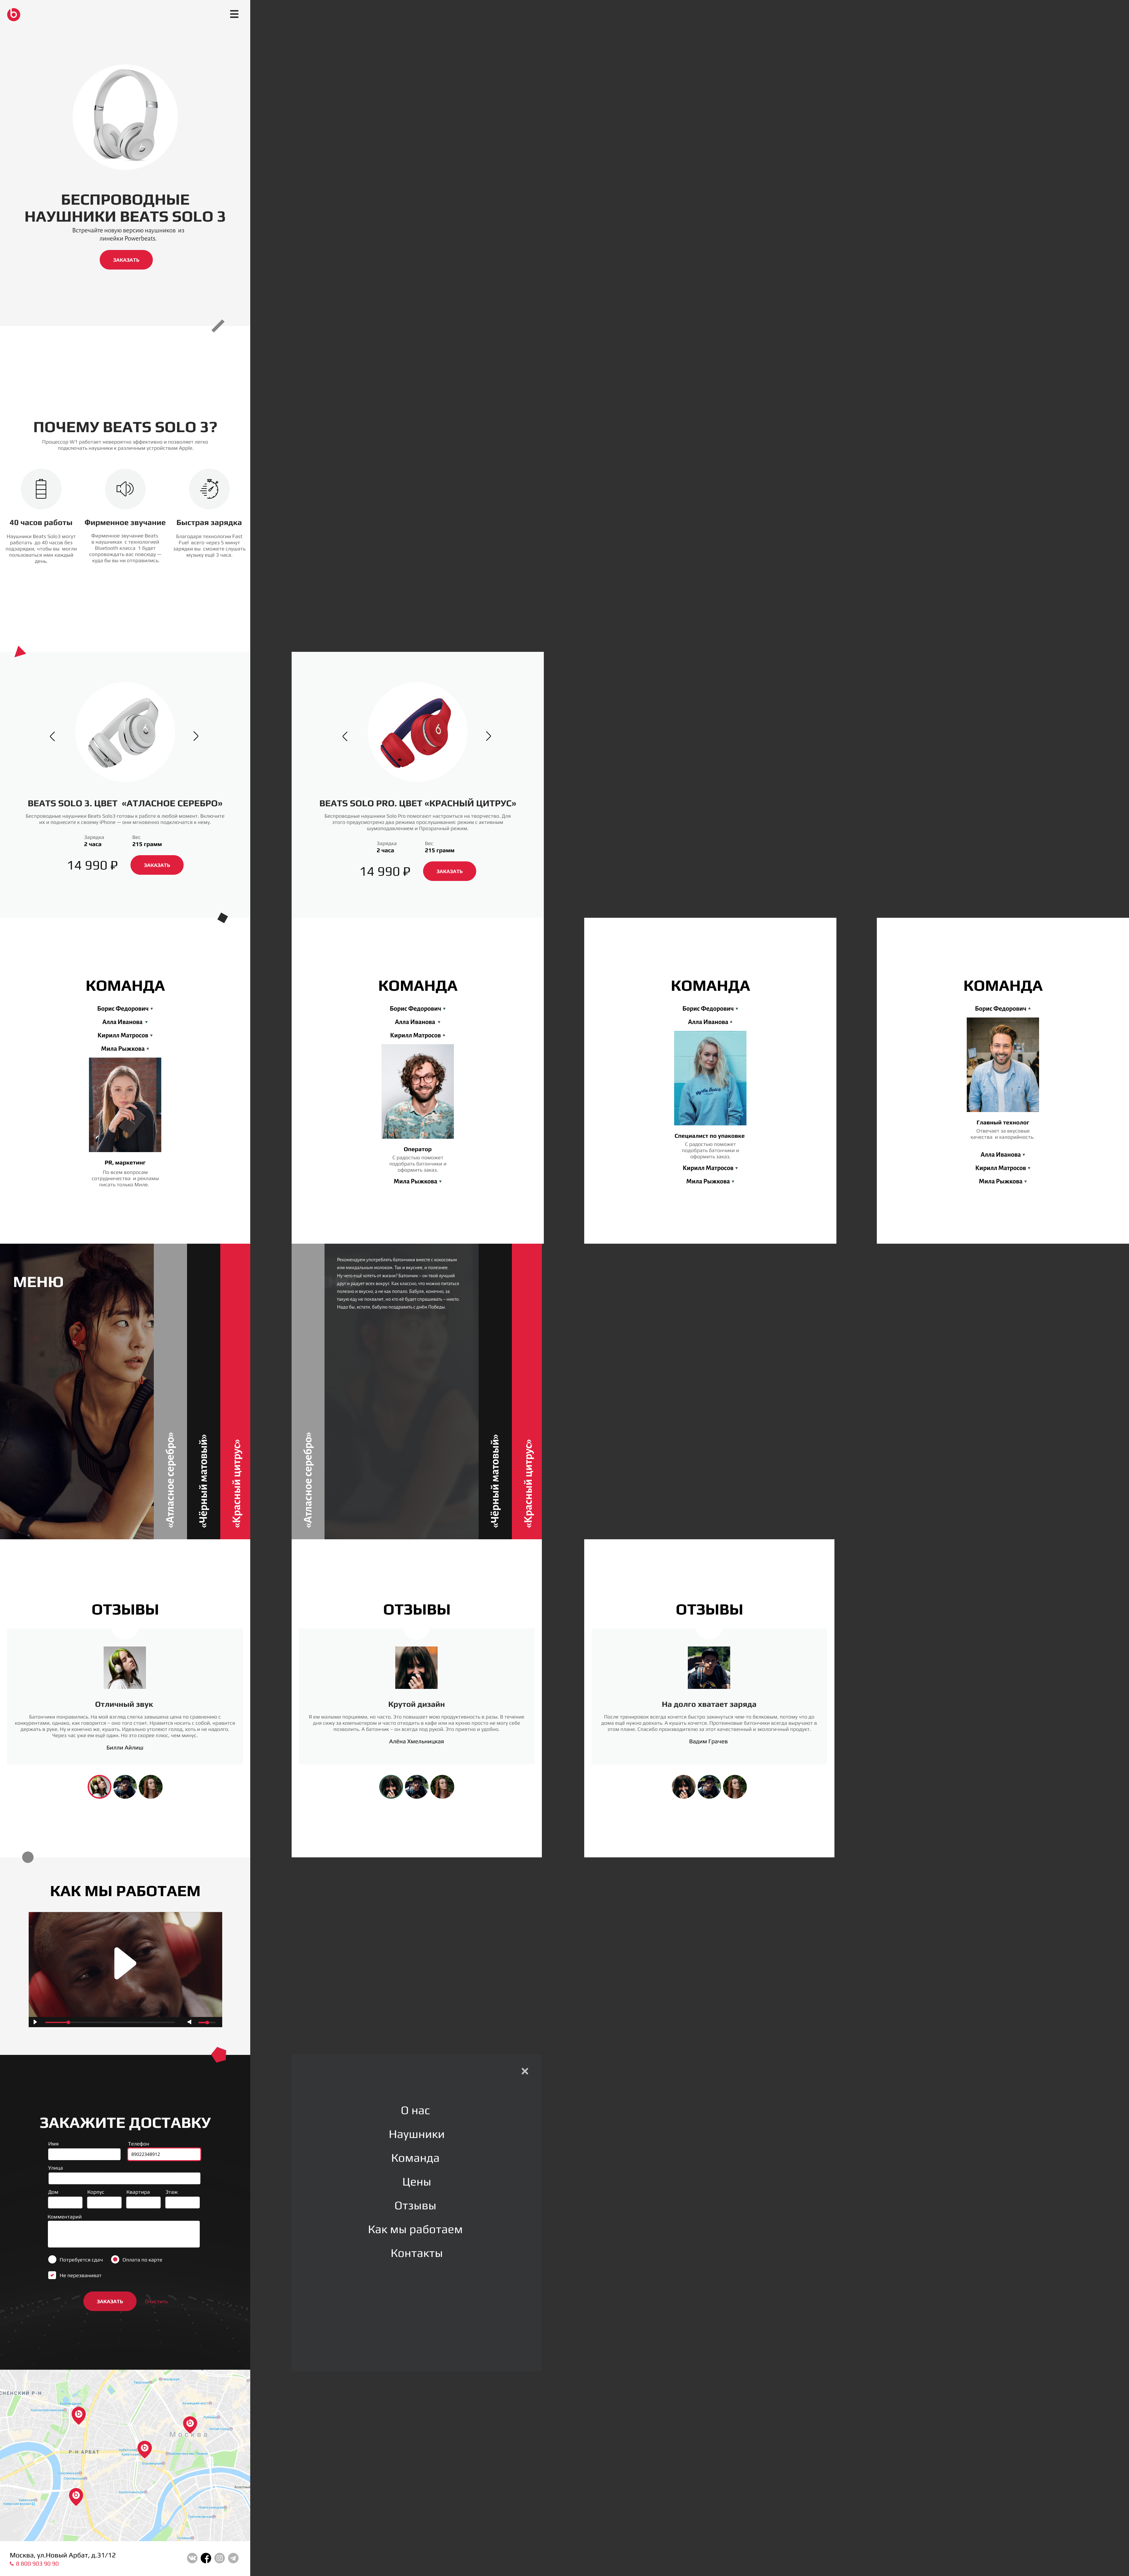 БЕСПРОВОДНЫЕ
НАУШНИКИ BEATS SOLO 3
Встречайте новую версию наушников из
линейки Powerbeats.
ЗАКАЗАТЬ
ПОЧЕМУ BEATS SOLO 3?
Процессор W1 работает невероятно эффективно и позволяет легко
подключать наушники к различным устройствам Apple.
40 часов работы
Наушники Beats Solo3 могут
работать до 40 часов без
подзарядки, чтобы вы могли
пользоваться ими каждый
день.
Фирменное звучание
Фирменное звучание Beats
в наушниках с технологией
Bluetooth класса 1 будет
сопровождать вас повсюду —
куда бы вы ни отправились.
Быстрая зарядка
Благодаря технологии Fast
Fuel всего через 5 минут
зарядки вы сможете слушать
музыку ещё 3 часа.
BEATS SOLO 3. ЦВЕТ «АТЛАСНОЕ СЕРЕБРО»
Беспроводные наушники Beats Solo3 готовы к работе в любой момент. Включите
их и поднесите к своему iPhone — они мгновенно подключатся к нему.
Зарядка
2 часа
Вес
215 грамм
14 990 ₽
ЗАКАЗАТЬ
BEATS SOLO PRO. ЦВЕТ «КРАСНЫЙ ЦИТРУС»
Беспроводные наушники Solo Pro помогают настроиться на творчество. Для
этого предусмотрено два режима прослушивания: режим с активным
шумоподавлением и Прозрачный режим.
Зарядка
2 часа
Вес
215 грамм
14 990 ₽
ЗАКАЗАТЬ
КОМАНДА
Борис Федорович
Алла Иванова
Кирилл Матросов
Мила Рыжкова
PR, маркетинг
По всем вопросам
сотрудничества и рекламы
писать только Миле.
КОМАНДА
Борис Федорович
Алла Иванова
Кирилл Матросов
Оператор
С радостью поможет
подобрать батончики и
оформить заказ.
Мила Рыжкова
КОМАНДА
Борис Федорович
Алла Иванова
Специалист по упаковке
С радостью поможет
подобрать батончики и
оформить заказ.
Кирилл Матросов
Мила Рыжкова
КОМАНДА
Борис Федорович
Главный технолог
Отвечает за вкусовые
качества и калорийность
Алла Иванова
Кирилл Матросов
Мила Рыжкова
МЕНЮ
«Атласное серебро»
«Чёрный матовый»
«Красный цитрус»
«Атласное серебро»
Рекомендуем употреблять батончики вместе с кокосовым
или миндальным молоком. Так и вкуснее, и полезнее.
Ну чего ещё хотеть от жизни? Батончик – он твой лучший
друг и радует всех вокруг. Как классно, что можно питаться
полезно и вкусно, а не как попало. Бабуля, конечно, за
такую еду не похвалит, но кто её будет спрашивать – никто.
Надо бы, кстати, бабулю поздравить с днём Победы.
«Чёрный матовый»
«Красный цитрус»
ОТЗЫВЫ
Отличный звук
Батончики понравились. На мой взгляд слегка завышена цена по сравнению с
конкурентами, однако, как говорится – оно того стоит. Нравится носить с собой, нравится
держать в руке. Ну и конечно же, кушать. Идеально утоляют голод, хоть и не надолго.
Через час уже ем ещё один. Но это скорее плюс, чем минус.
Билли Айлиш
ОТЗЫВЫ
Крутой дизайн
Я ем малыми порциями, но часто. Это повышает мою продуктивность в разы. В течение
дня сижу за компьютером и часто отходить в кафе или на кухню просто не могу себе
позволить. А батончик – он всегда под рукой. Это приятно и удобно.
Алёна Хмельницкая
ОТЗЫВЫ
На долго хватает заряда
После тренировок всегда хочется быстро закинуться чем-то белковым, потому что до
дома ещё нужно доехать. А кушать хочется. Протеиновые батончики всегда выручают в
этом плане. Спасибо производителю за этот качественный и вкусный продукт.
Вадим Грачев
КАК МЫ РАБОТАЕМ
ЗАКАЖИТЕ ДОСТАВКУ
Имя
Телефон
89022348912
Улица
Дом
Корпус
Квартира
Этаж
Комментарий
Потребуется сдач
Оплата по карте
Не перезваниват
ЗАКАЗАТЬ
Очистить
О нас
Наушники
Команда
Цены
Отзывы
Как мы работаем
Контакты
Москва
Р-Н АРБАТ
Москва, ул.Новый Арбат, д.31/12
8 800 903 90 90